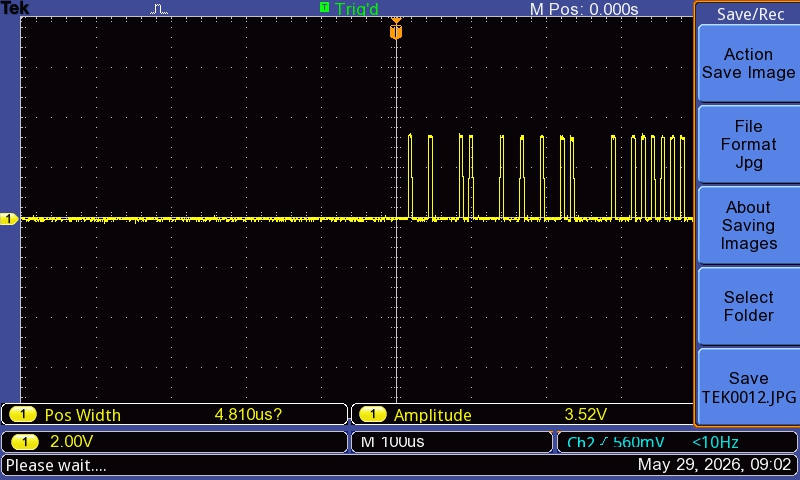 Tek
Trig'd
M Pos: 0.000s
Save/Rec
T
Action
Save Image
File
Format
Jpg
About
Saving
Images
Select
Folder
Save
TEK0012.JPG
1
1 Pos Width 4.810us?
1 Amplitude 3.52V
1 2.00V
M 100us
Ch2 560mV <10Hz
Please wait....
May 29, 2026, 09:02